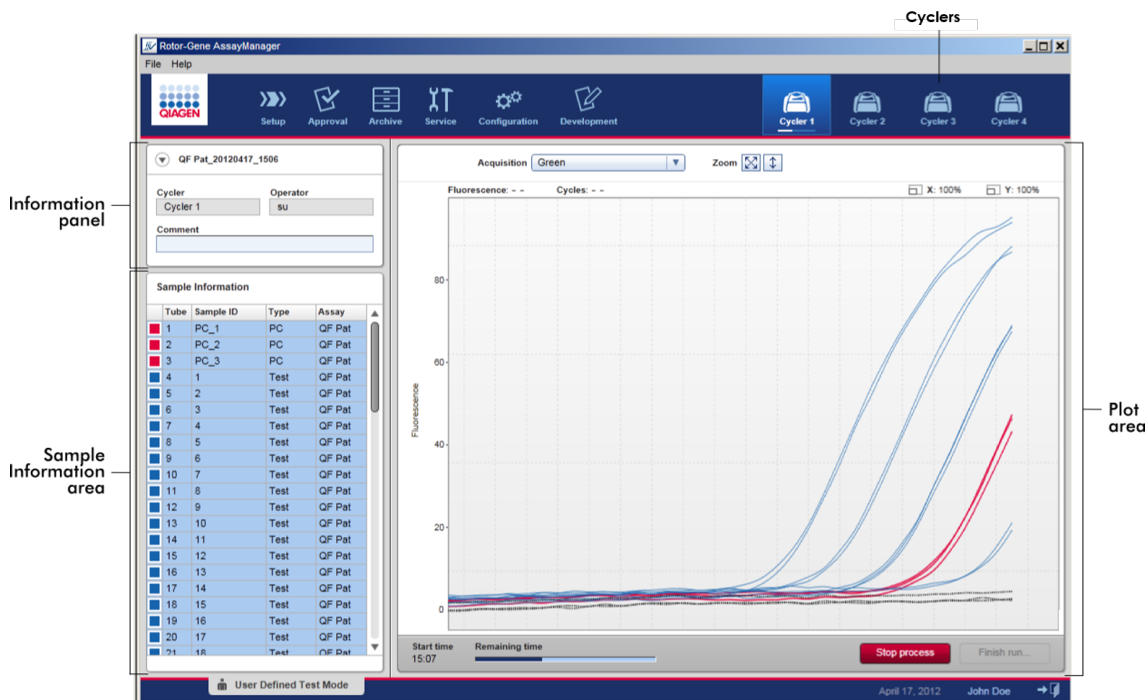 Cyclers
Rotor-Gene AssayManager
File Help
QIAGEN
Setup Approval Archive Service Configuration Development
Cycler 1 Cycler 2 Cycler 3 Cycler 4
Information
panel
QF Pat_20120417_1506
Cycler Operator
Cycler 1 su
Comment
Sample
Information
area
Sample Information
Tube Sample ID Type Assay
1 PC_1 PC QF Pat
2 PC_2 PC QF Pat
3 PC_3 PC QF Pat
4 1 Test QF Pat
5 2 Test QF Pat
6 3 Test QF Pat
7 4 Test QF Pat
8 5 Test QF Pat
9 6 Test QF Pat
10 7 Test QF Pat
11 8 Test QF Pat
12 9 Test QF Pat
13 10 Test QF Pat
14 11 Test QF Pat
15 12 Test QF Pat
16 13 Test QF Pat
17 14 Test QF Pat
18 15 Test QF Pat
19 16 Test QF Pat
20 17 Test QF Pat
21 18 Test QF Pat
Acquisition Green Zoom
Fluorescence: - - Cycles: - - X: 100% Y: 100%
80
60
40
20
0
Fluorescence
Plot
area
Start time Remaining time
15:07
Stop process Finish run...
User Defined Test Mode
April 17, 2012 John Doe